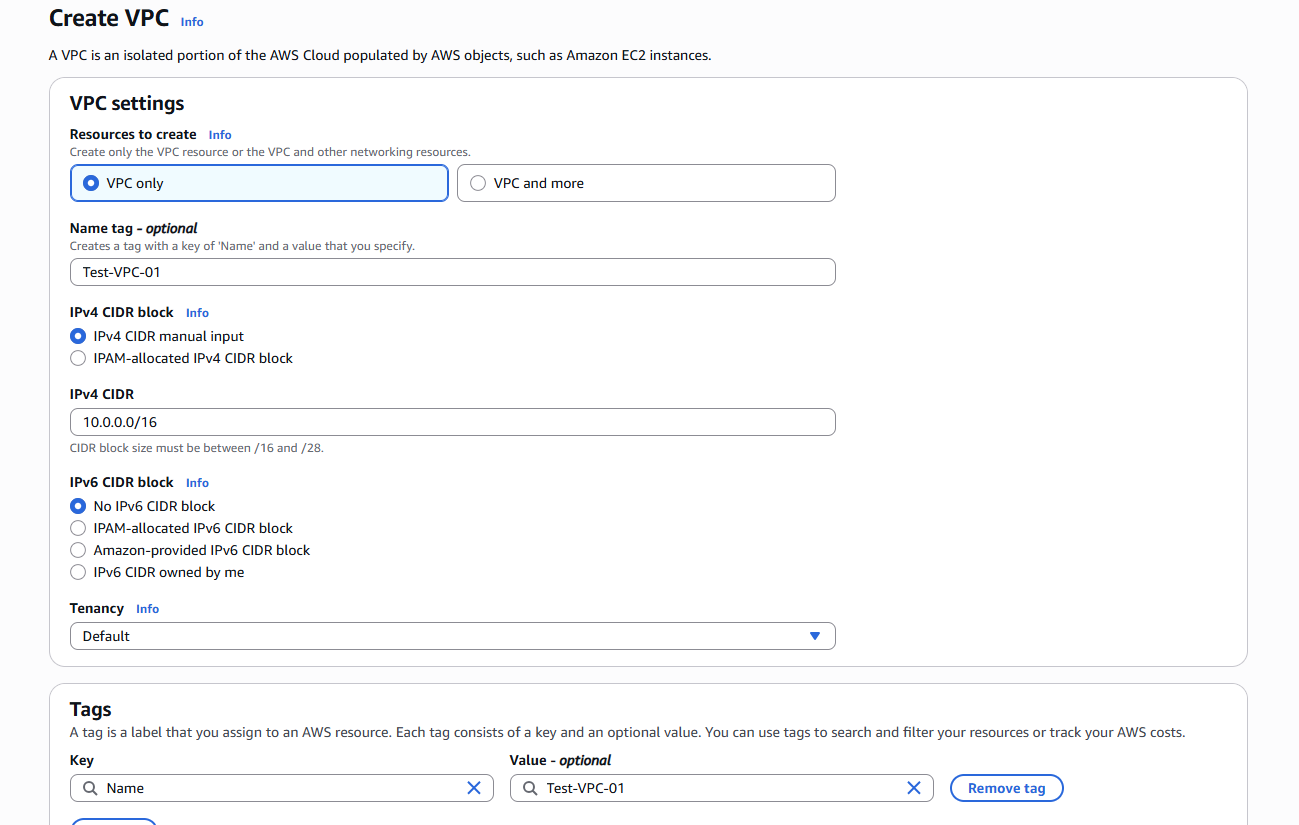 Create VPC Info
A VPC is an isolated portion of the AWS Cloud populated by AWS objects, such as Amazon EC2 instances.
VPC settings
Resources to create Info
Create only the VPC resource or the VPC and other networking resources.
VPC only VPC and more
Name tag - optional
Creates a tag with a key of 'Name' and a value that you specify.
Test-VPC-01
IPv4 CIDR block Info
IPv4 CIDR manual input
IPAM-allocated IPv4 CIDR block
IPv4 CIDR
10.0.0.0/16
CIDR block size must be between /16 and /28.
IPv6 CIDR block Info
No IPv6 CIDR block
IPAM-allocated IPv6 CIDR block
Amazon-provided IPv6 CIDR block
IPv6 CIDR owned by me
Tenancy Info
Default
Tags
A tag is a label that you assign to an AWS resource. Each tag consists of a key and an optional value. You can use tags to search and filter your resources or track your AWS costs.
Key Value - optional
Name Test-VPC-01 Remove tag